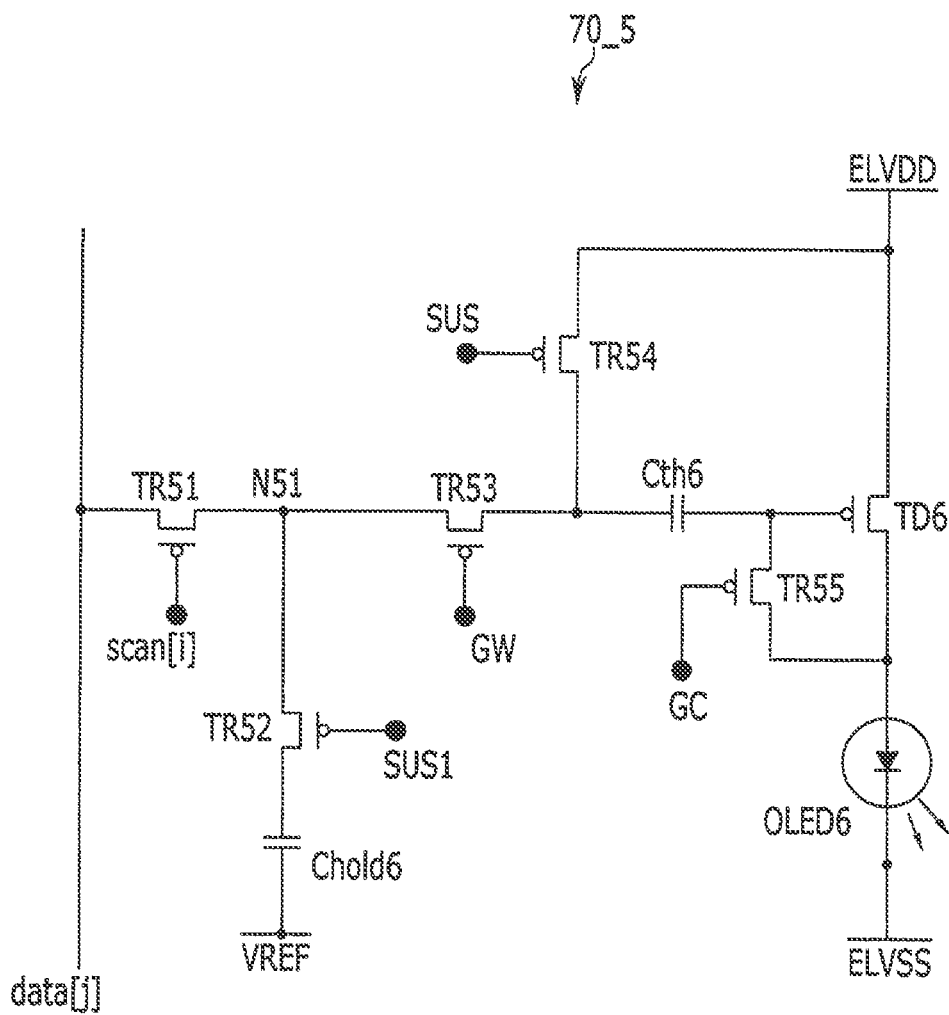 70_5
ELVDD
SUS
TR54
TR51
N51
TR53
Cth6
TD6
TR55
scan[i]
GW
GC
TR52
SUS1
OLED6
Chold6
VREF
ELVSS
data[j]